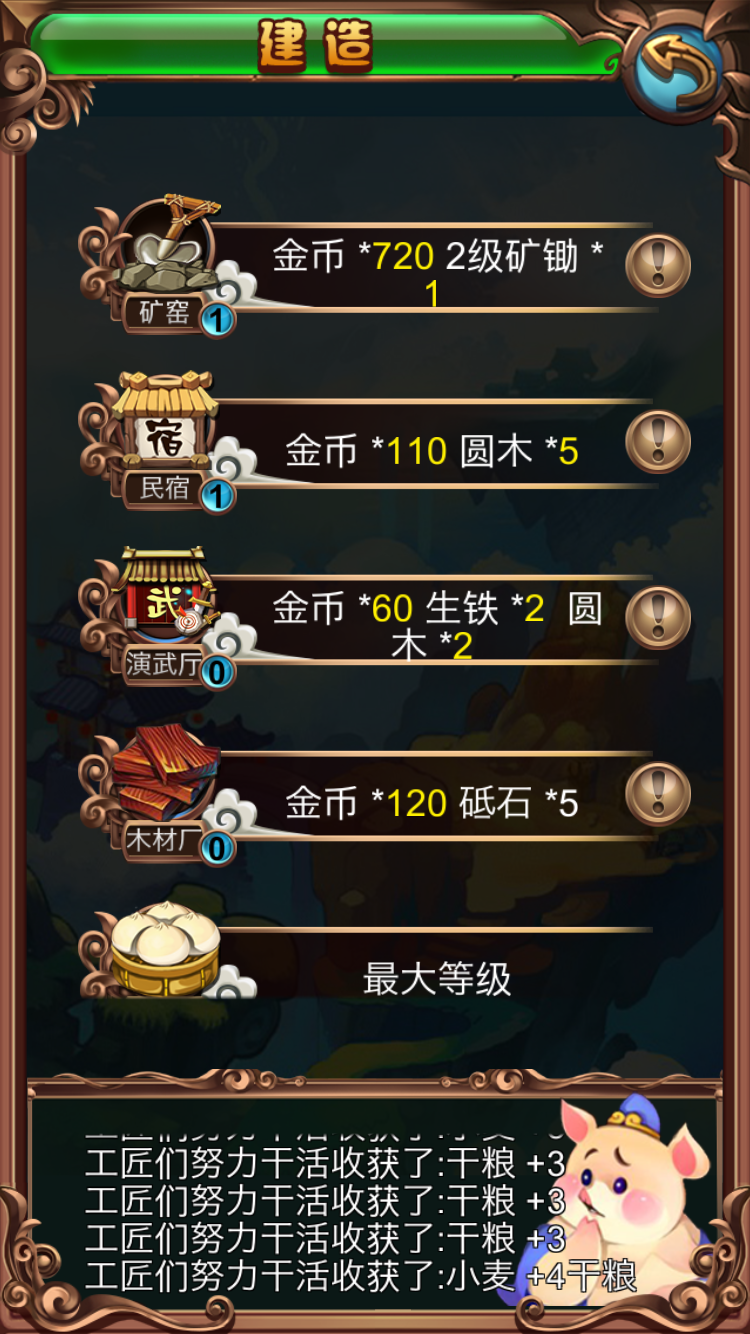 建造
金币 *720 2级矿锄 *
1
矿窑
1
宿
金币 *110 圆木 *5
民宿
1
武
金币 *60 生铁 *2 圆
木 *2
演武厅
0
金币 *120 砥石 *5
木材厂
0
最大等级
工匠们努力干活收获了:干粮 +3
工匠们努力干活收获了:干粮 +3
工匠们努力干活收获了:干粮 +3
工匠们努力干活收获了:小麦 +4干粮